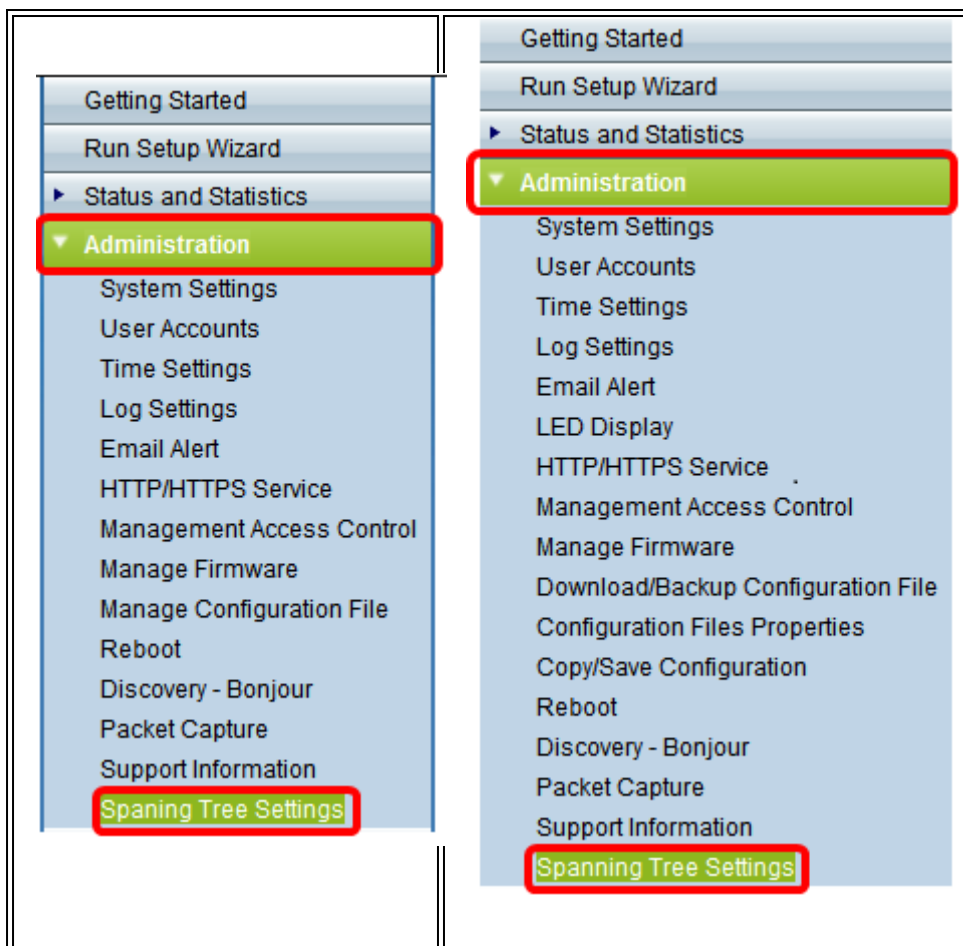 Getting Started
Run Setup Wizard
Status and Statistics
Administration
System Settings
User Accounts
Time Settings
Log Settings
Email Alert
HTTP/HTTPS Service
Management Access Control
Manage Firmware
Manage Configuration File
Reboot
Discovery - Bonjour
Packet Capture
Support Information
Spaning Tree Settings
Getting Started
Run Setup Wizard
Status and Statistics
Administration
System Settings
User Accounts
Time Settings
Log Settings
Email Alert
LED Display
HTTP/HTTPS Service
Management Access Control
Manage Firmware
Download/Backup Configuration File
Configuration Files Properties
Copy/Save Configuration
Reboot
Discovery - Bonjour
Packet Capture
Support Information
Spanning Tree Settings